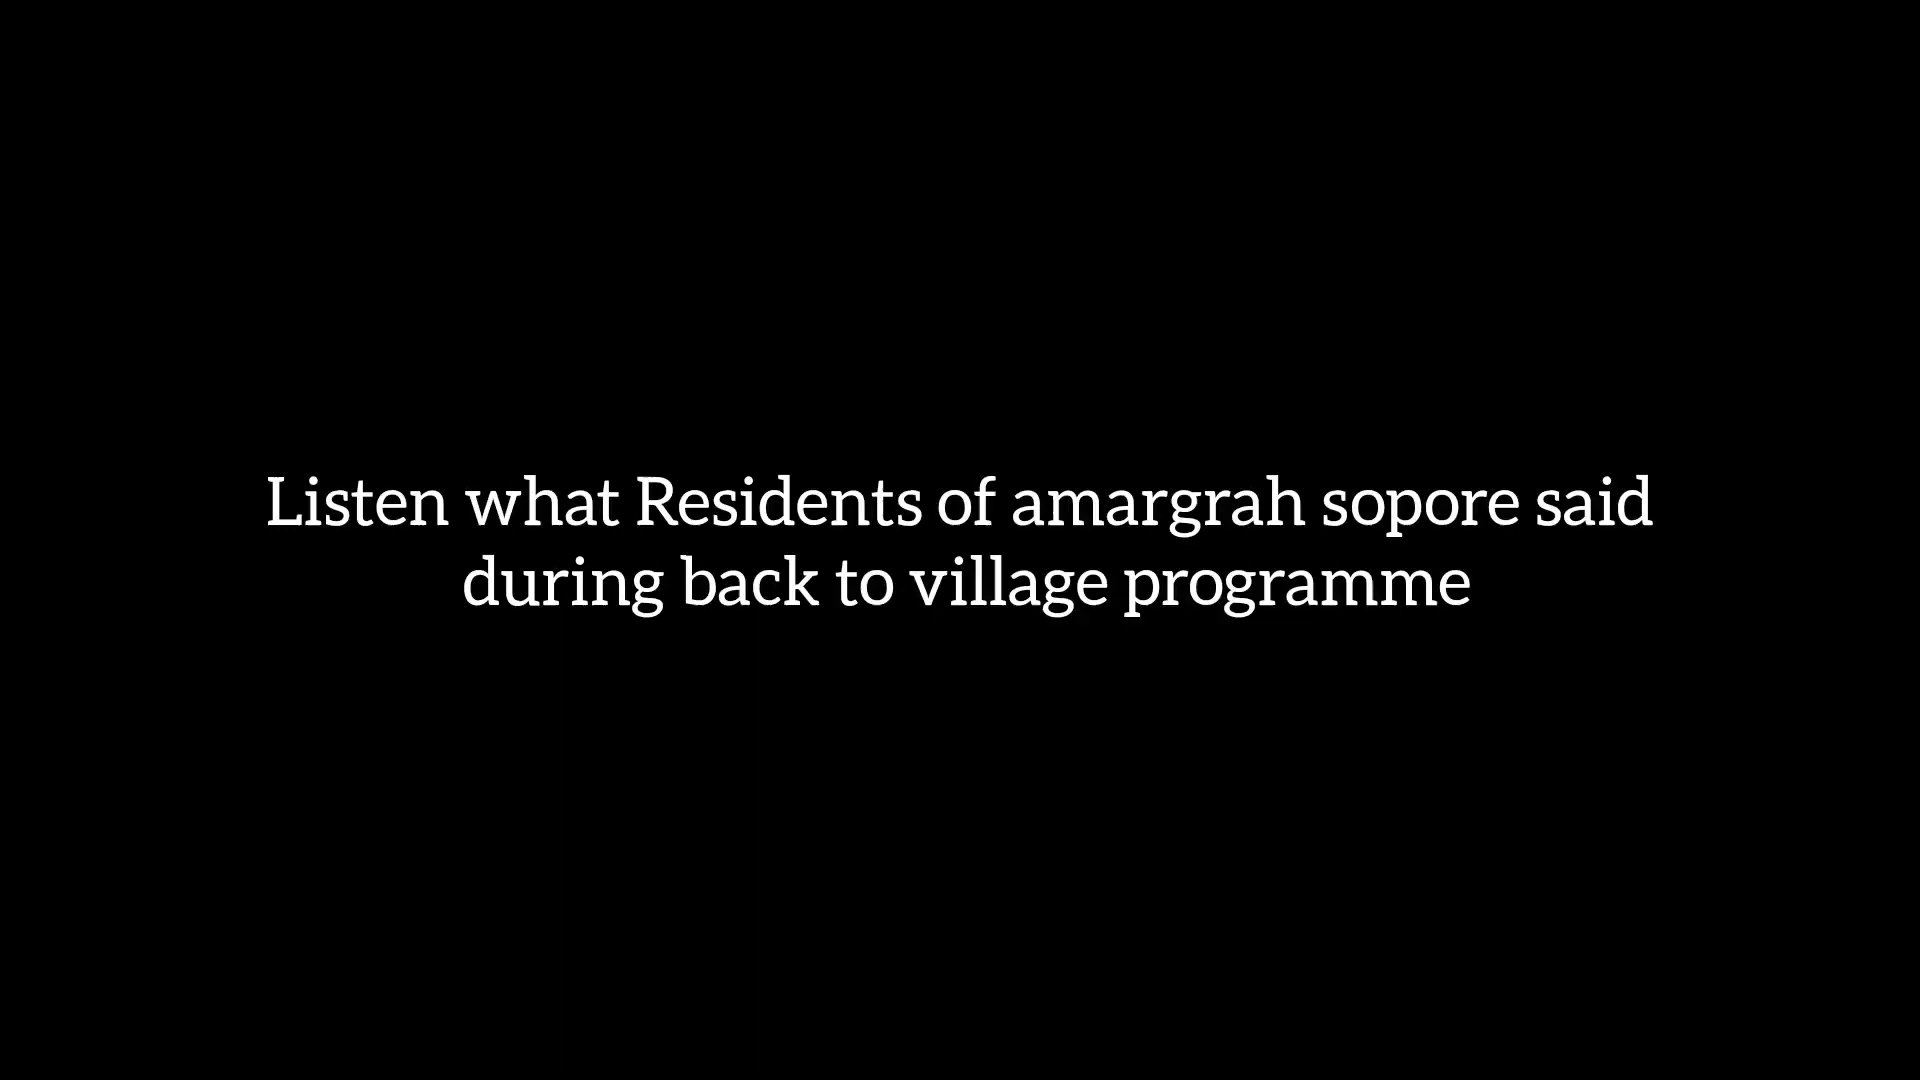 Listen what Residents of amargrah sopore said
during back to village programme